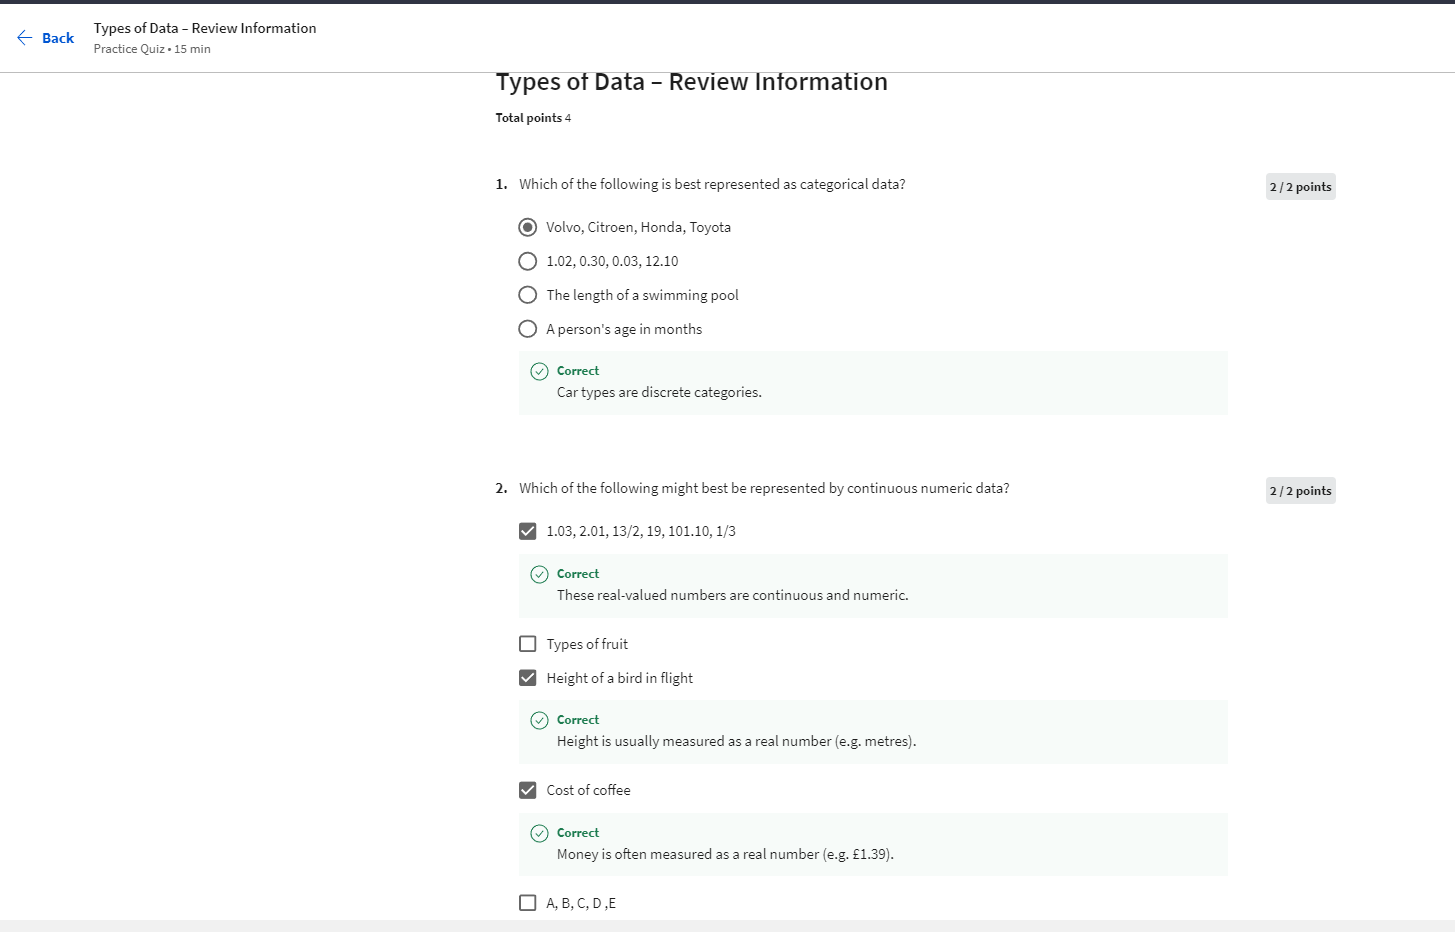 Back
Types of Data – Review Information
Practice Quiz • 15 min
Types of Data – Review Information
Total points 4
1. Which of the following is best represented as categorical data?
2 / 2 points
Volvo, Citroen, Honda, Toyota
1.02, 0.30, 0.03, 12.10
The length of a swimming pool
A person's age in months
Correct
Car types are discrete categories.
2. Which of the following might best be represented by continuous numeric data?
2 / 2 points
1.03, 2.01, 13/2, 19, 101.10, 1/3
Correct
These real-valued numbers are continuous and numeric.
Types of fruit
Height of a bird in flight
Correct
Height is usually measured as a real number (e.g. metres).
Cost of coffee
Correct
Money is often measured as a real number (e.g. £1.39).
A, B, C, D ,E